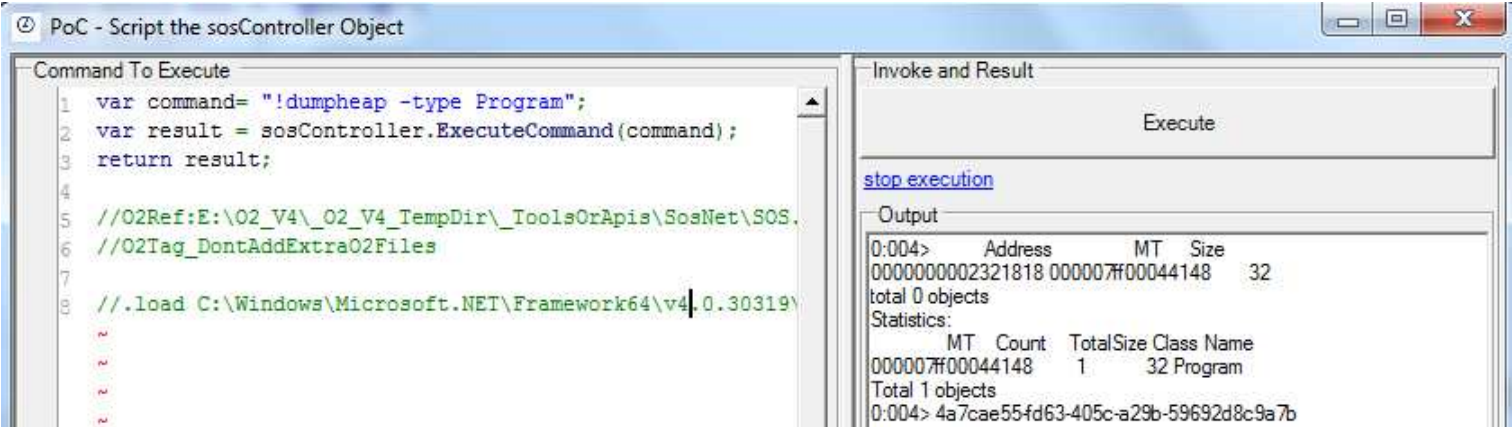 PoC - Script the sosController Object
Command To Execute
1 var command= "!dumpheap -type Program";
2 var result = sosController.ExecuteCommand(command);
3 return result;
4
5 //O2Ref:E:\O2_V4\_O2_V4_TempDir\_ToolsOrApis\SosNet\SOS.
6 //O2Tag_DontAddExtraO2Files
7
8 //.load C:\Windows\Microsoft.NET\Framework64\v4.0.30319\
~
~
~
~
Invoke and Result
Execute
stop execution
Output
0:004> Address MT Size
0000000002321818 000007ff00044148 32
total 0 objects
Statistics:
MT Count TotalSize Class Name
000007ff00044148 1 32 Program
Total 1 objects
0:004> 4a7cae55-fd63-405c-a29b-59692d8c9a7b